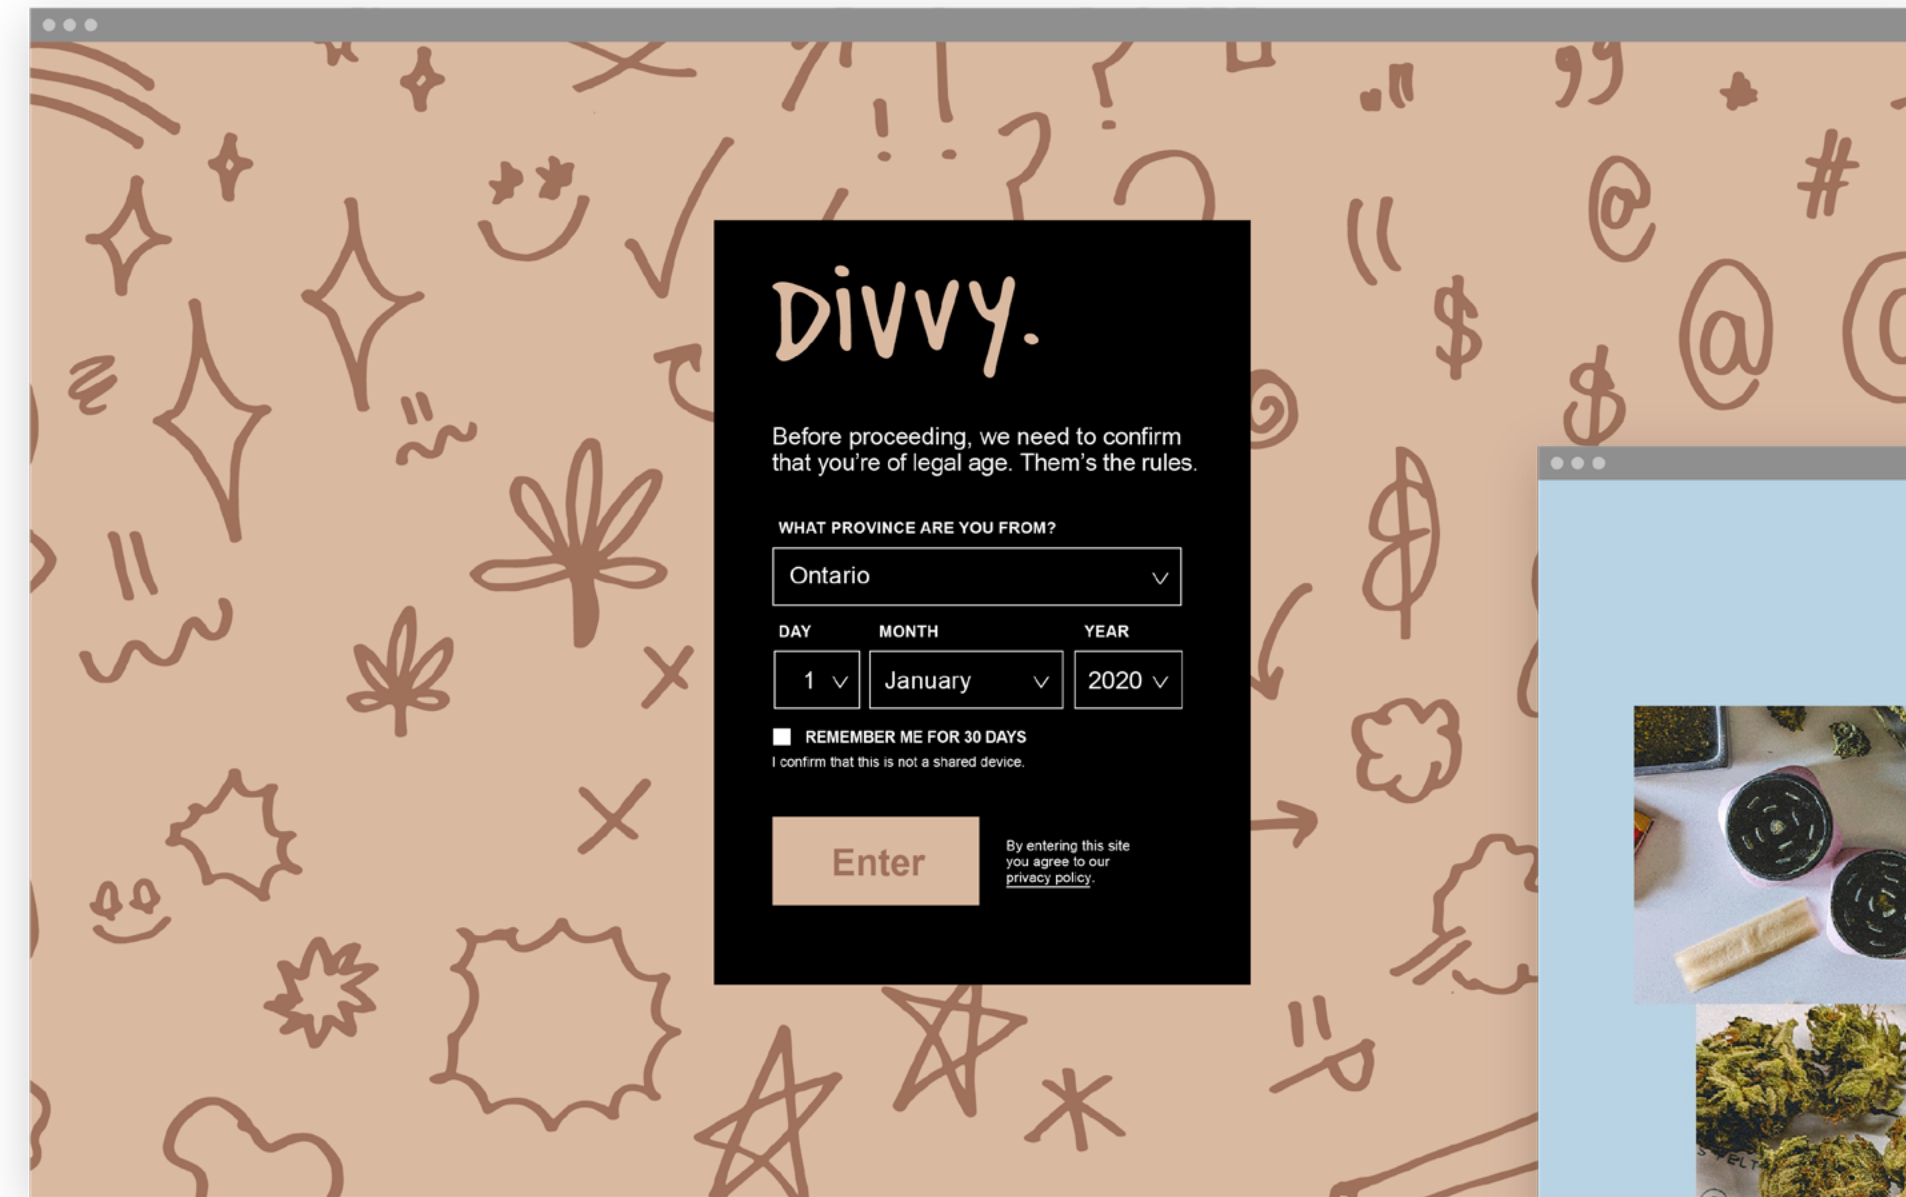 Divvy.
Before proceeding, we need to confirm
that you’re of legal age. Them’s the rules.
WHAT PROVINCE ARE YOU FROM?
Ontario
DAY MONTH YEAR
1 January 2020
REMEMBER ME FOR 30 DAYS
I confirm that this is not a shared device.
Enter
By entering this site
you agree to our
privacy policy.